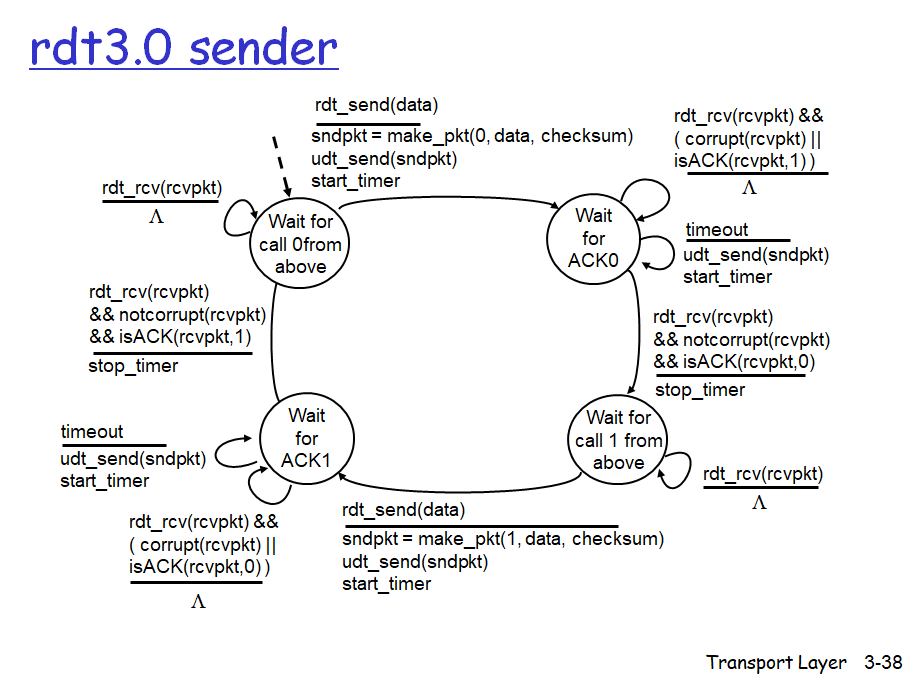 rdt3.0 sender
rdt_send(data)
sndpkt = make_pkt(0, data, checksum)
udt_send(sndpkt)
start_timer
rdt_rcv(rcvpkt) &&
( corrupt(rcvpkt) ||
isACK(rcvpkt,1) )
Λ
rdt_rcv(rcvpkt)
Λ
Wait for
call 0from
above
Wait
for
ACK0
timeout
udt_send(sndpkt)
start_timer
rdt_rcv(rcvpkt)
&& notcorrupt(rcvpkt)
&& isACK(rcvpkt,1)
stop_timer
rdt_rcv(rcvpkt)
&& notcorrupt(rcvpkt)
&& isACK(rcvpkt,0)
stop_timer
timeout
udt_send(sndpkt)
start_timer
Wait
for
ACK1
Wait for
call 1 from
above
rdt_rcv(rcvpkt)
Λ
rdt_rcv(rcvpkt) &&
( corrupt(rcvpkt) ||
isACK(rcvpkt,0) )
Λ
rdt_send(data)
sndpkt = make_pkt(1, data, checksum)
udt_send(sndpkt)
start_timer
Transport Layer 3-38